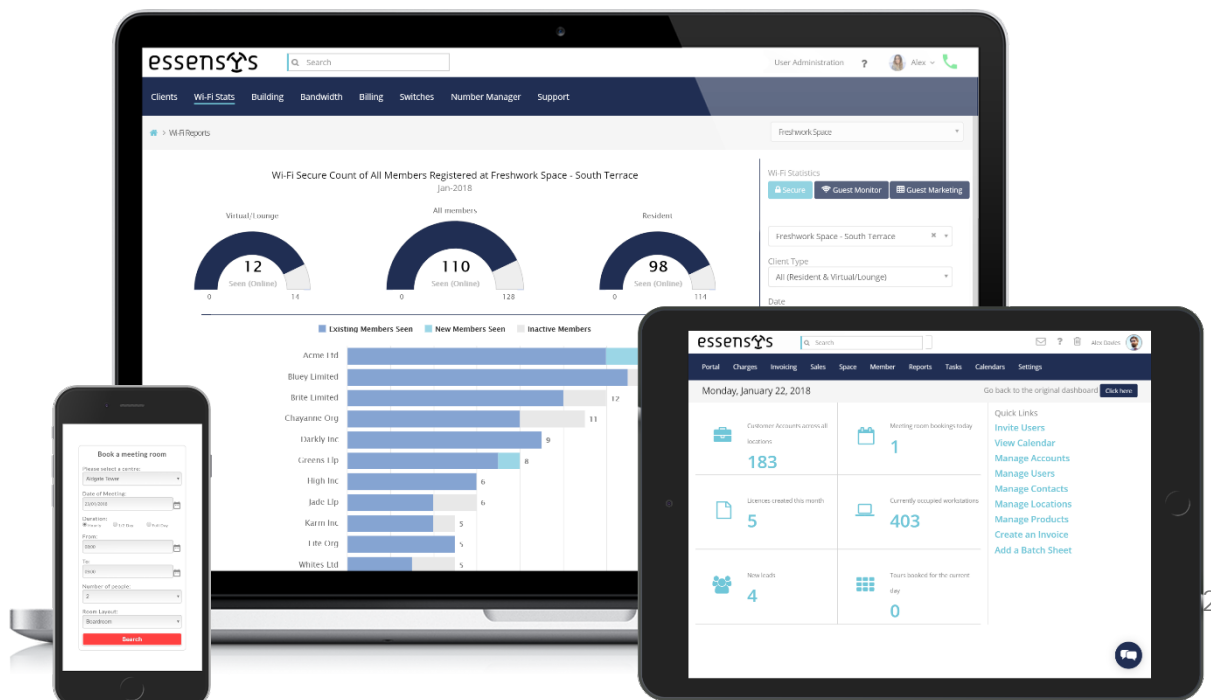 essensys
Search
User Administration
?
Alex
Clients Wi-Fi Stats Building Bandwidth Billing Switches Number Manager Support
> Wi-Fi Reports
Freshwork Space
Wi-Fi Secure Count of All Members Registered at Freshwork Space - South Terrace
Jan-2018
Virtual/Lounge
12
Seen (Online)
0 14
All members
110
Seen (Online)
0 128
Resident
98
Seen (Online)
0 114
Existing Members Seen New Members Seen Inactive Members
Acme Ltd
Bluey Limited
Brite Limited 12
Chayanne Org 11
Darkly Inc 9
Greens Llp 8
High Inc 6
Jade Llp 6
Karm Inc 5
Life Org 5
Whites Ltd 5
Wi-Fi Statistics
Secure Guest Monitor Guest Marketing
Freshwork Space - South Terrace ×
Client Type
All (Resident & Virtual/Lounge)
Date
Book a meeting room
Please select a centre:
Aldgate Tower
Date of Meeting:
Duration:
From:
To:
Number of people:
2
Room Layout:
Boardroom
Search
essensys
Search
?
Alex Davies
Portal Charges Invoicing Sales Space Member Reports Tasks Calendars Settings
Monday, January 22, 2018
Go back to the original dashboard Click here
Customer Accounts across all
locations
183
Meeting room bookings today
1
Licences created this month
5
Currently occupied workstations
403
New leads
4
Tours booked for the current
day
0
Quick Links
Invite Users
View Calendar
Manage Accounts
Manage Users
Manage Contacts
Manage Locations
Manage Products
Create an Invoice
Add a Batch Sheet
2